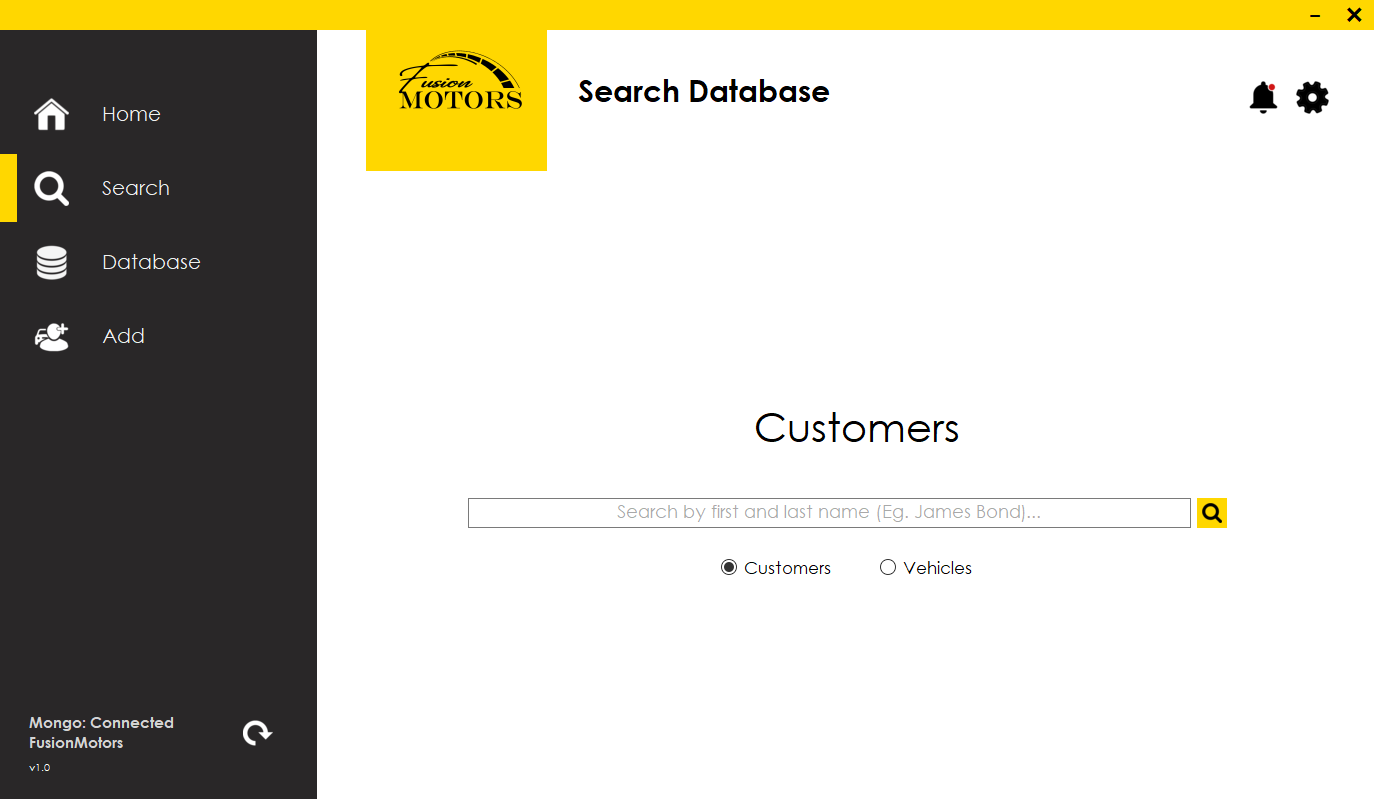 Home
Search
Database
Add
Mongo: Connected
FusionMotors
v1.0
Fusion
MOTORS
Search Database
Customers
Search by first and last name (Eg. James Bond)...
Customers
Vehicles